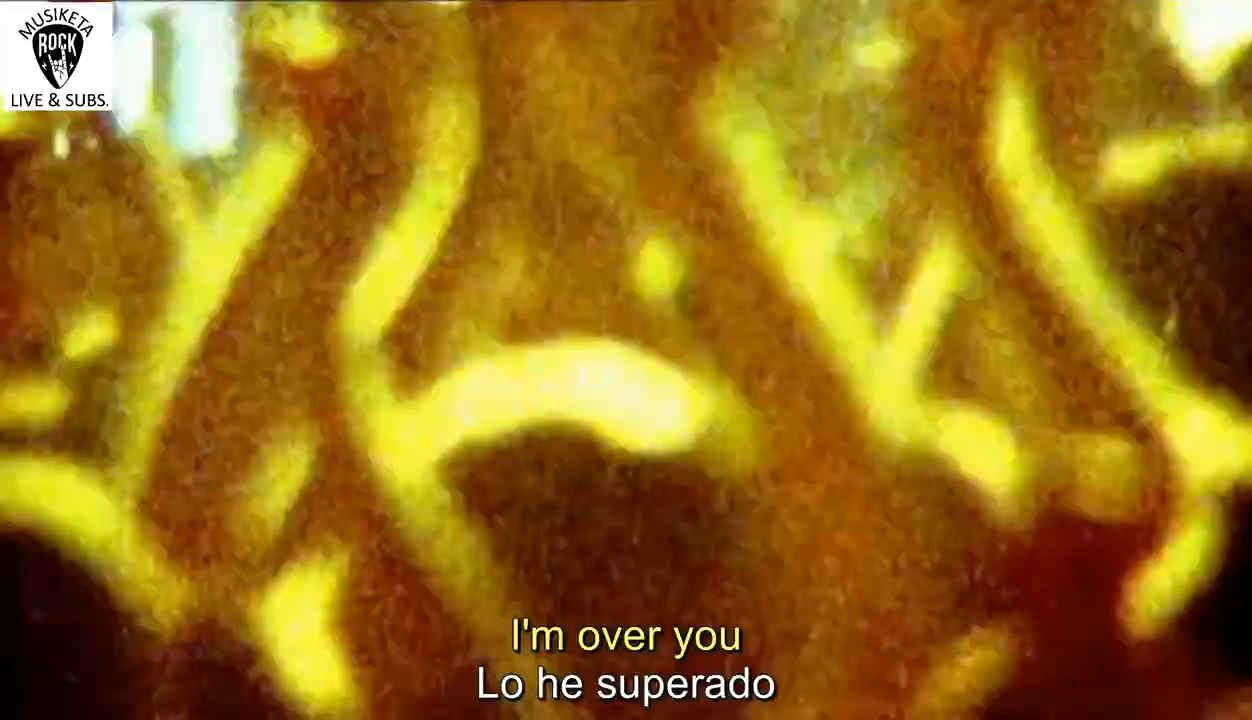 MUSIKETA
ROCK
LIVE & SUBS.
I'm over you
Lo he superado